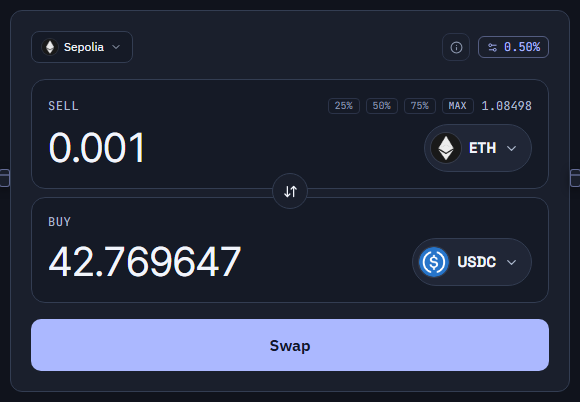 Sepolia
0.50%
SELL
25% 50% 75% MAX 1.08498
0.001
ETH
BUY
42.769647
USDC
Swap